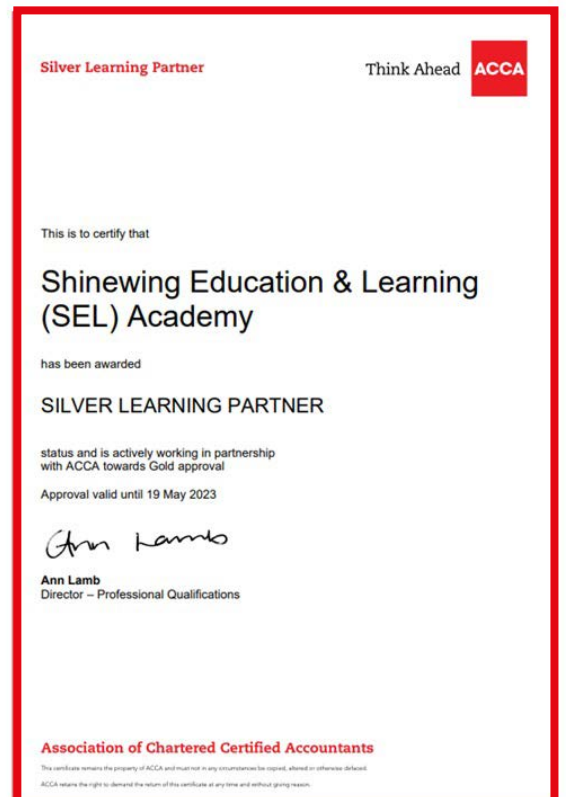 Silver Learning Partner
Think Ahead ACCA
This is to certify that
Shinewing Education & Learning
(SEL) Academy
has been awarded
SILVER LEARNING PARTNER
status and is actively working in partnership
with ACCA towards Gold approval
Approval valid until 19 May 2023
Ann Lamb
Ann Lamb
Director – Professional Qualifications
Association of Chartered Certified Accountants
This certificate remains the property of ACCA and must not in any circumstances be copied, altered or otherwise defaced.
ACCA retains the right to demand the return of this certificate at any time and without giving reason.